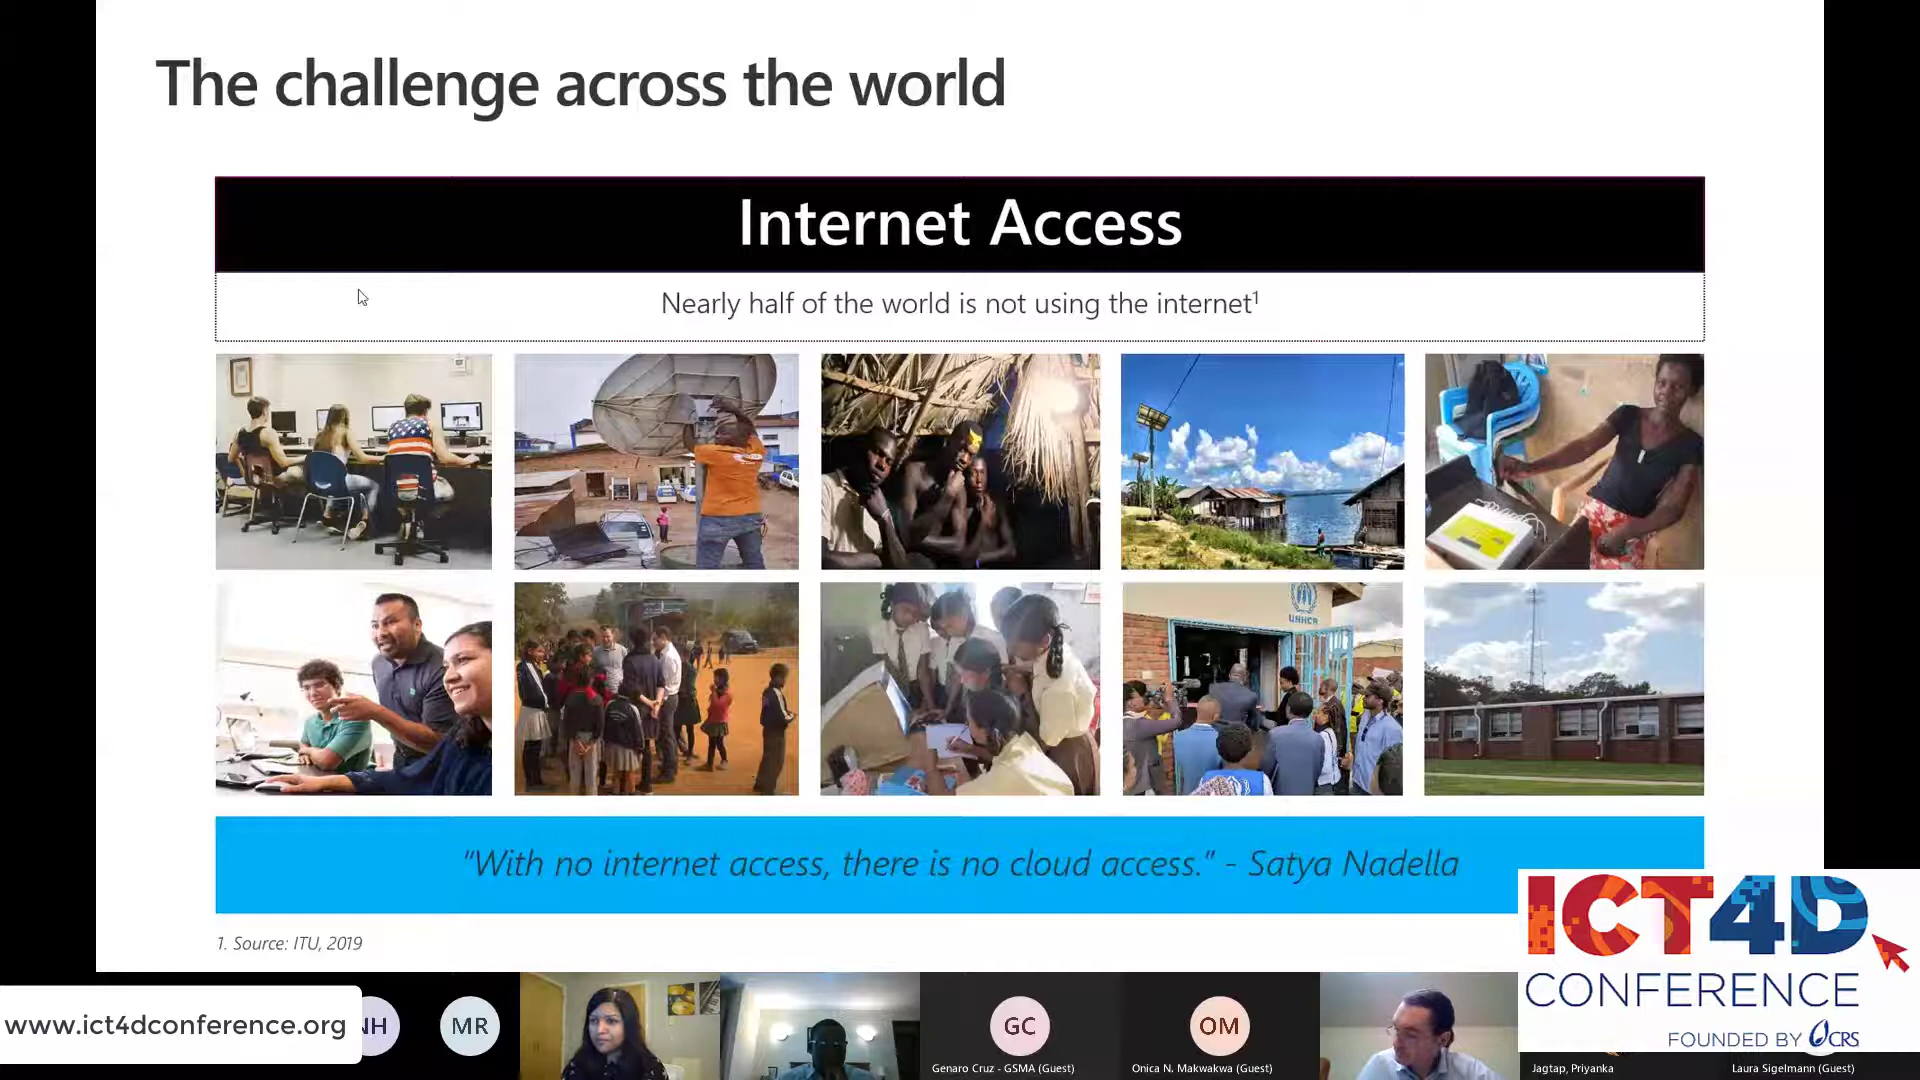 The challenge across the world
Internet Access
Nearly half of the world is not using the internet¹
UNHCR
"With no internet access, there is no cloud access." - Satya Nadella
1. Source: ITU, 2019
ICT4D
CONFERENCE
FOUNDED BY CRS
www.ict4dconference.org
NH
MR
GC
OM
Genaro Cruz - GSMA (Guest)
Onica N. Makwakwa (Guest)
Jagtap, Priyanka
Laura Sigelmann (Guest)